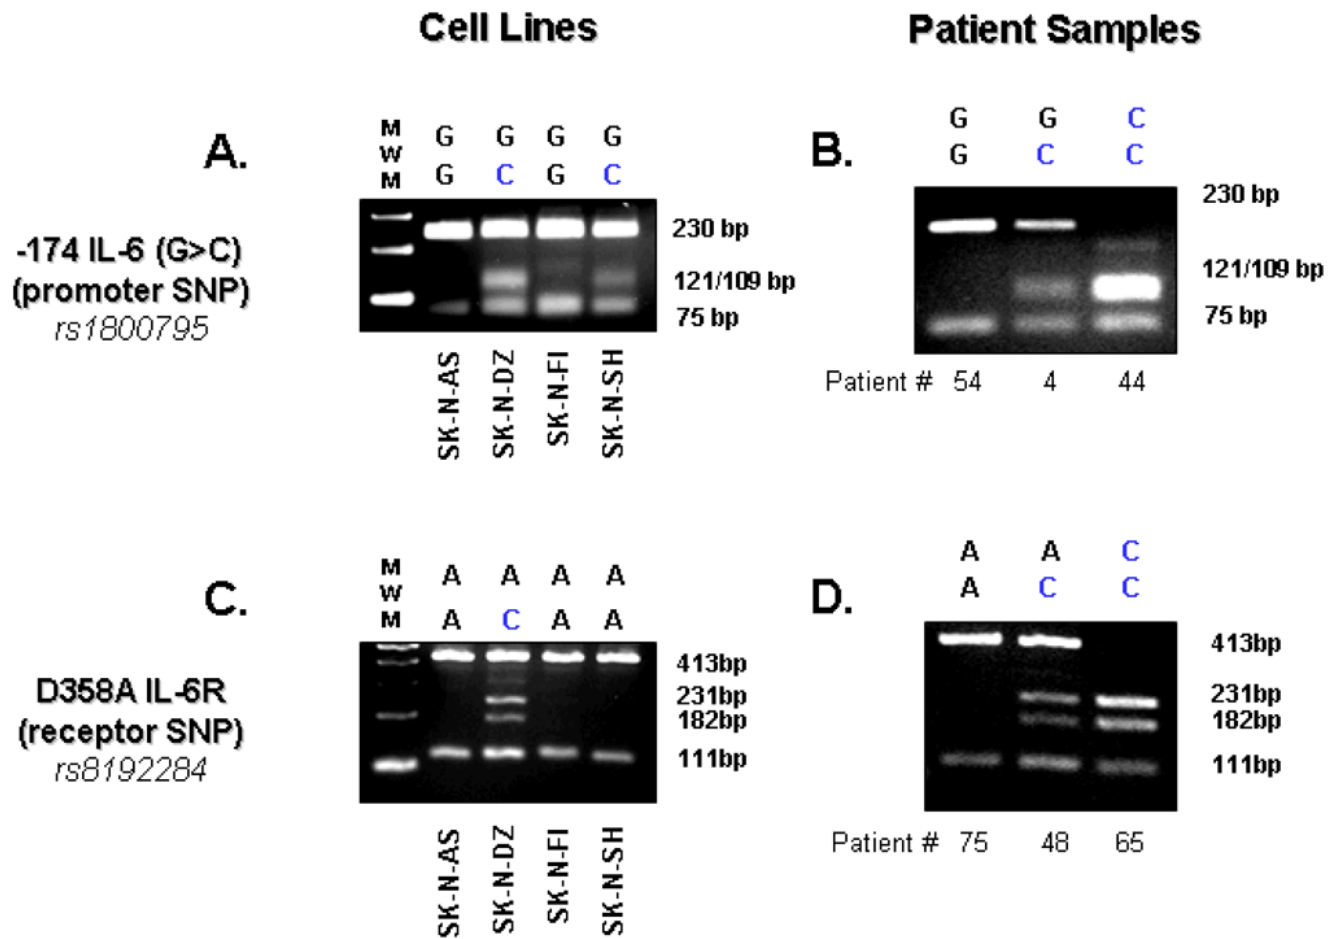 Cell Lines
Patient Samples
A.
M
W
M
G G G G
G C G C
230 bp
121/109 bp
75 bp
SK-N-AS
SK-N-DZ
SK-N-FI
SK-N-SH
-174 IL-6 (G>C)
(promoter SNP)
rs1800795
B.
G G C
G C C
230 bp
121/109 bp
75 bp
Patient # 54 4 44
C.
M
W
M
A A A A
A C A A
413bp
231bp
182bp
111bp
SK-N-AS
SK-N-DZ
SK-N-FI
SK-N-SH
D358A IL-6R
(receptor SNP)
rs8192284
D.
A A C
A C C
413bp
231bp
182bp
111bp
Patient # 75 48 65